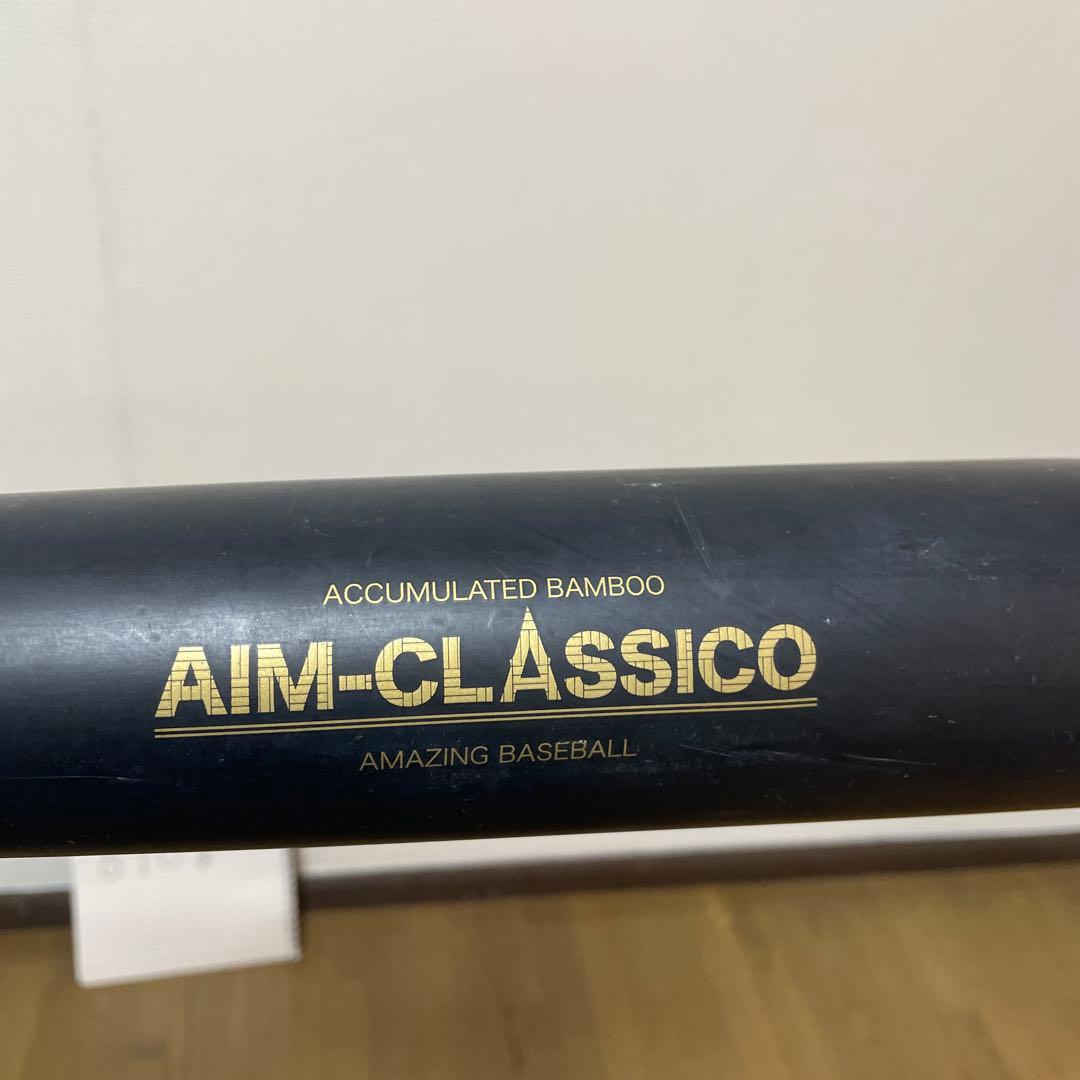 ACCUMULATED BAMBOO
AIM-CLASSICO
AMAZING BASEBALL